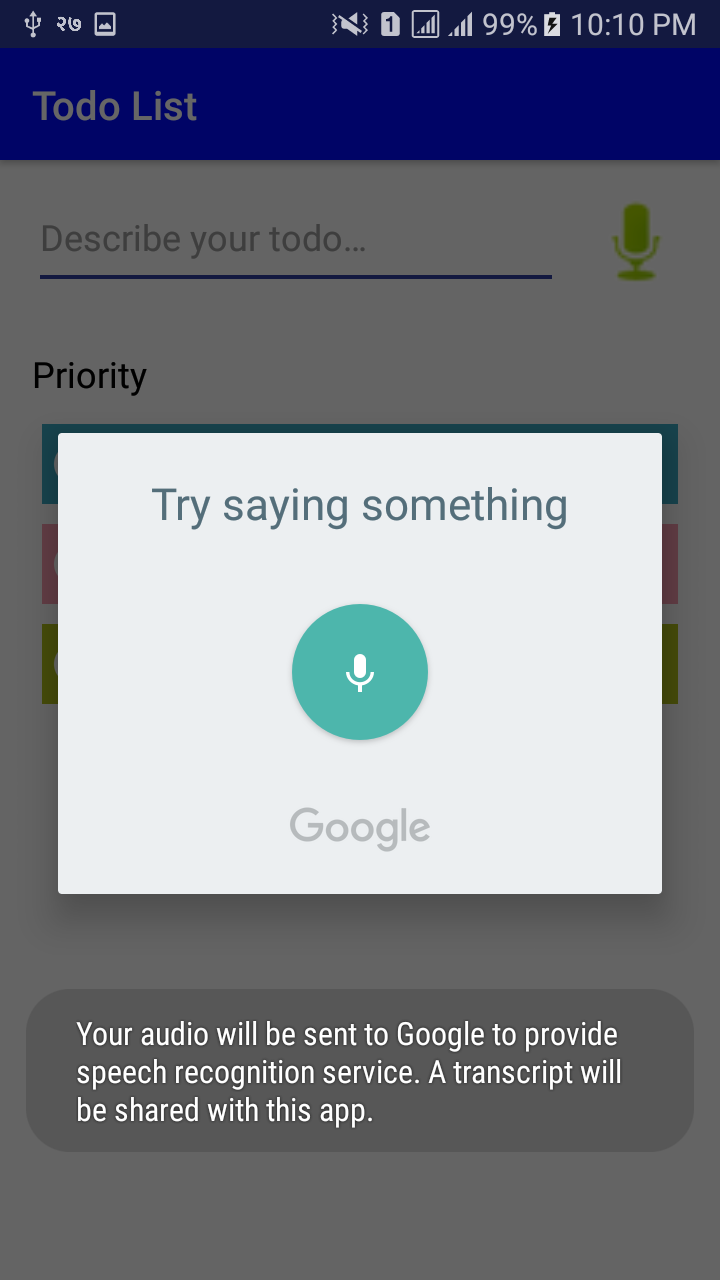 ২৬ 1 99% 10:10 PM
Todo List
Describe your todo...
Priority
Try saying something
Google
Your audio will be sent to Google to provide
speech recognition service. A transcript will
be shared with this app.